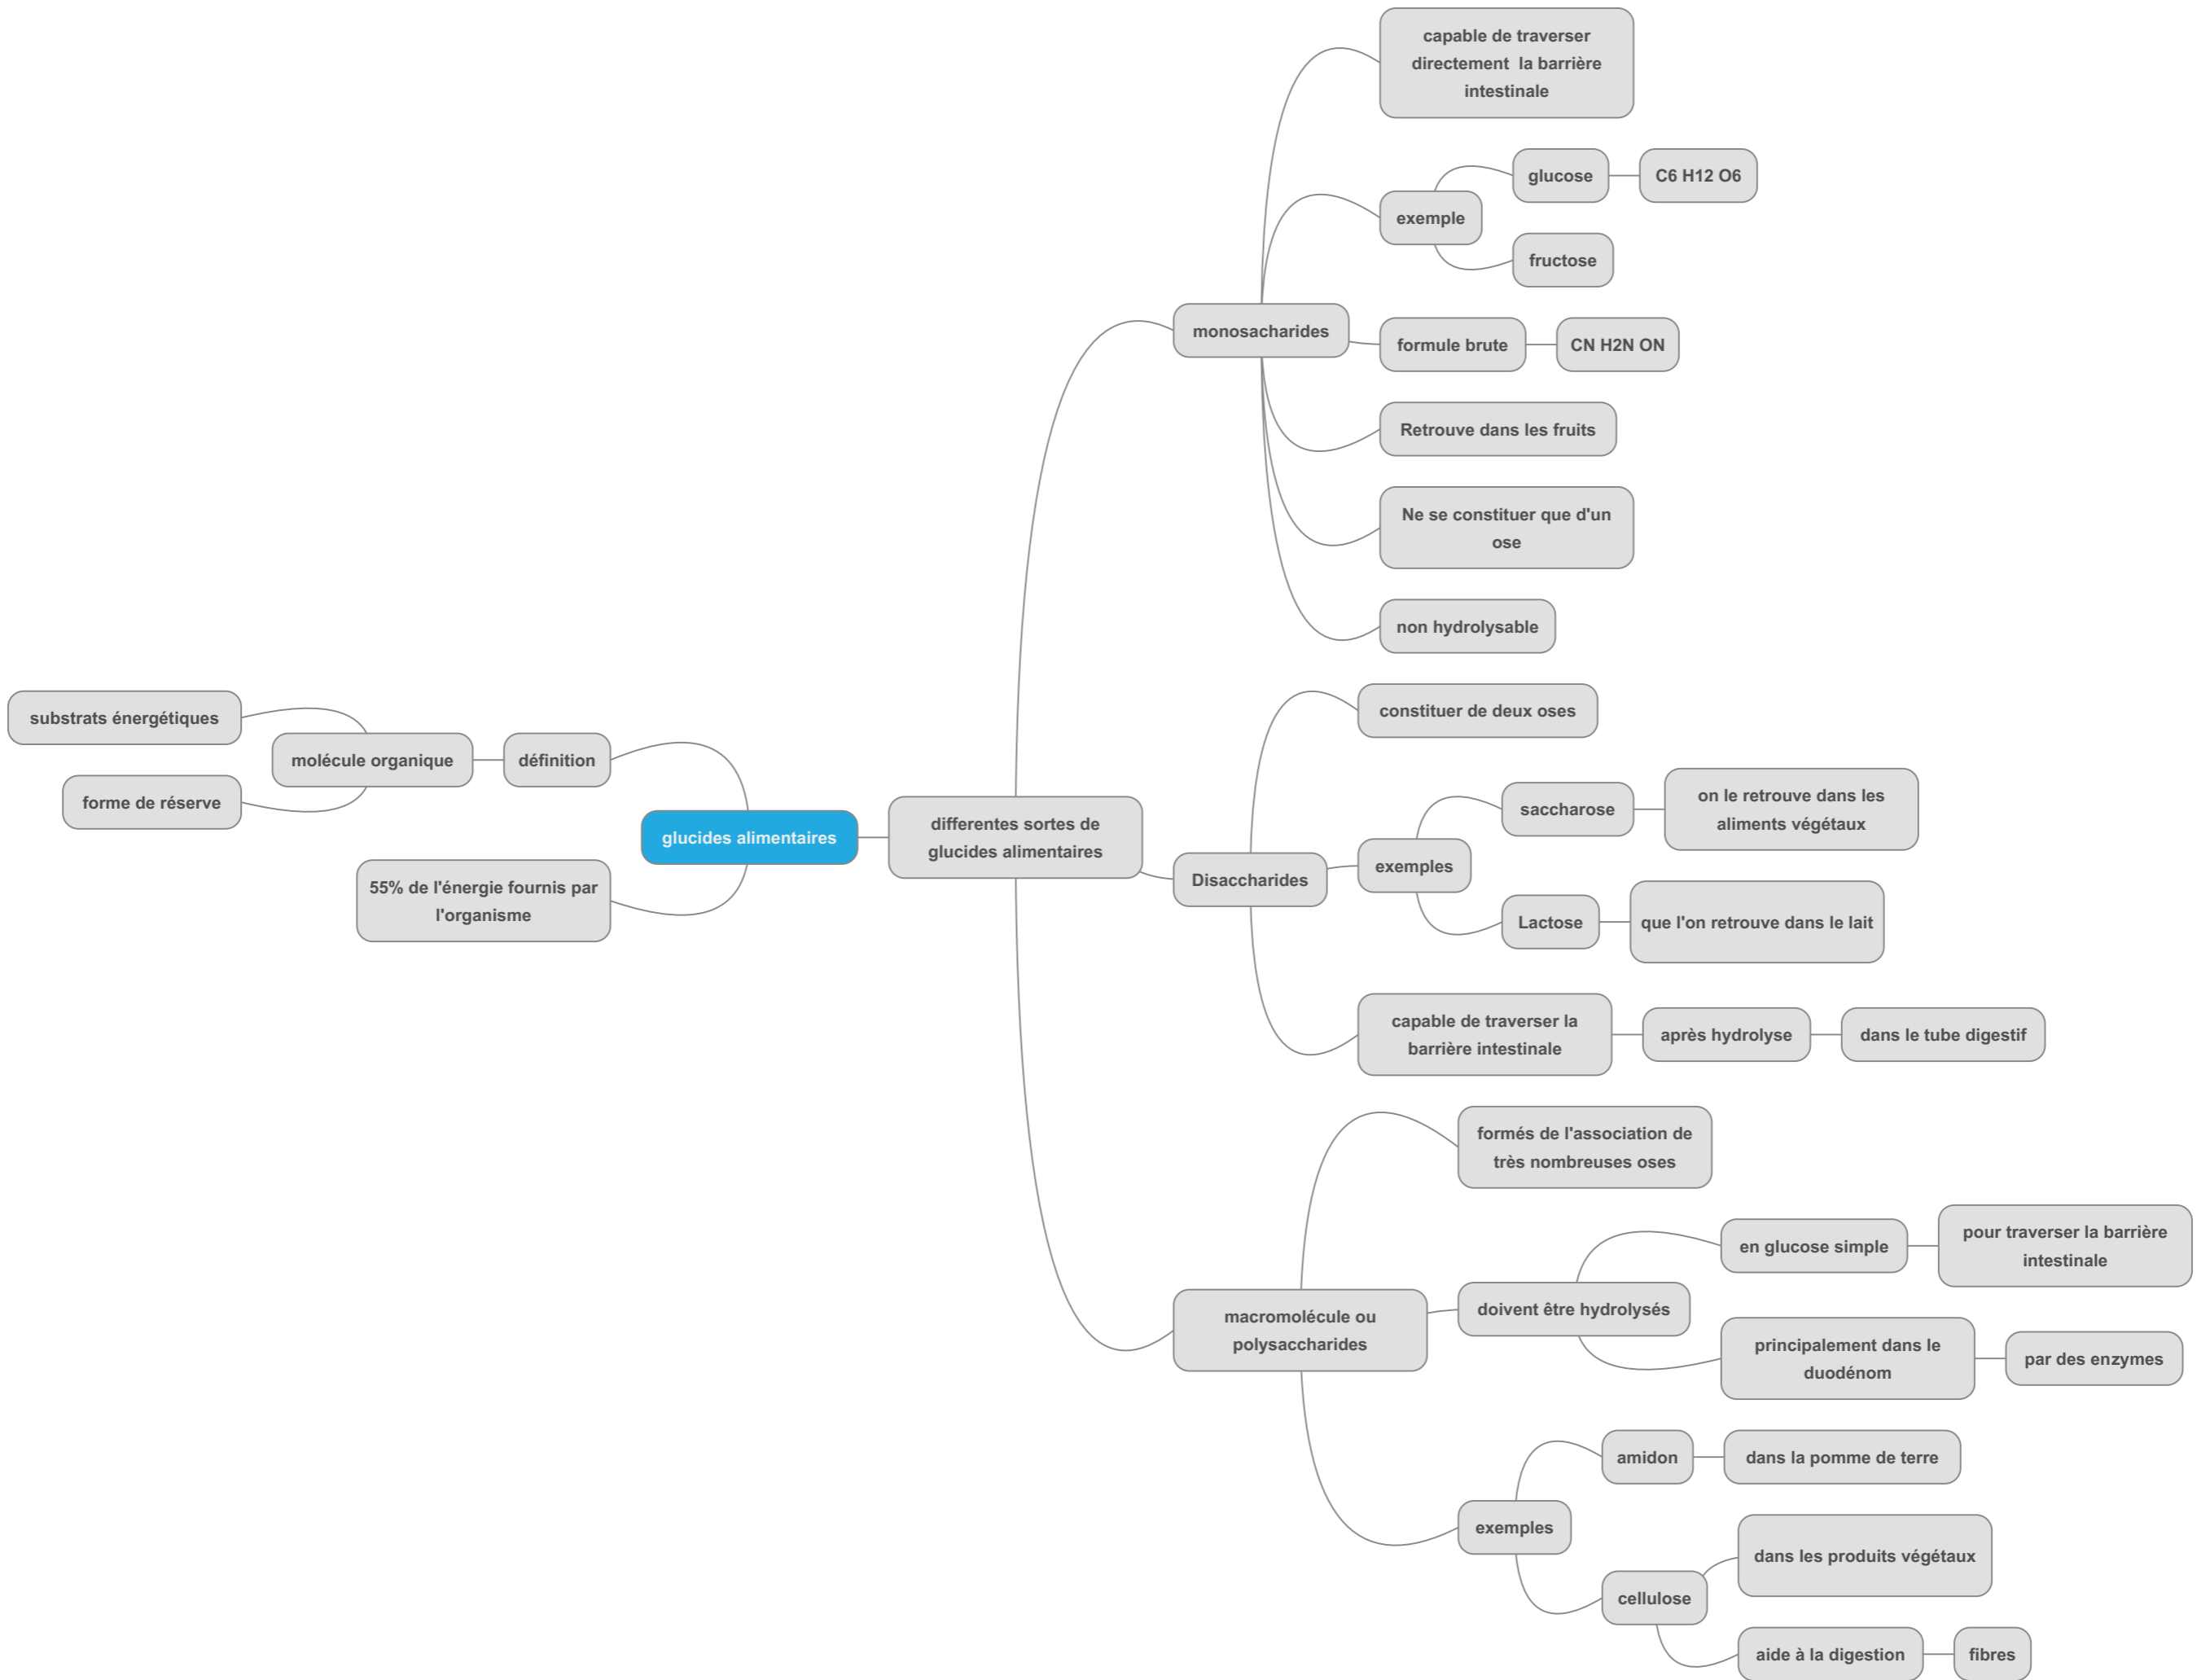 glucides alimentaires
définition
molécule organique
substrats énergétiques
forme de réserve
55% de l'énergie fournis par
l'organisme
differentes sortes de
glucides alimentaires
monosacharides
capable de traverser
directement  la barrière
intestinale
exemple
glucose
C6 H12 O6
fructose
formule brute
CN H2N ON
Retrouve dans les fruits
Ne se constituer que d'un
ose
non hydrolysable
Disaccharides
constituer de deux oses
exemples
saccharose
on le retrouve dans les
aliments végétaux
Lactose
que l'on retrouve dans le lait
capable de traverser la
barrière intestinale
après hydrolyse
dans le tube digestif
macromolécule ou
polysaccharides
formés de l'association de
très nombreuses oses
doivent être hydrolysés
en glucose simple
pour traverser la barrière
intestinale
principalement dans le
duodénom
par des enzymes
exemples
amidon
dans la pomme de terre
cellulose
dans les produits végétaux
aide à la digestion
fibres